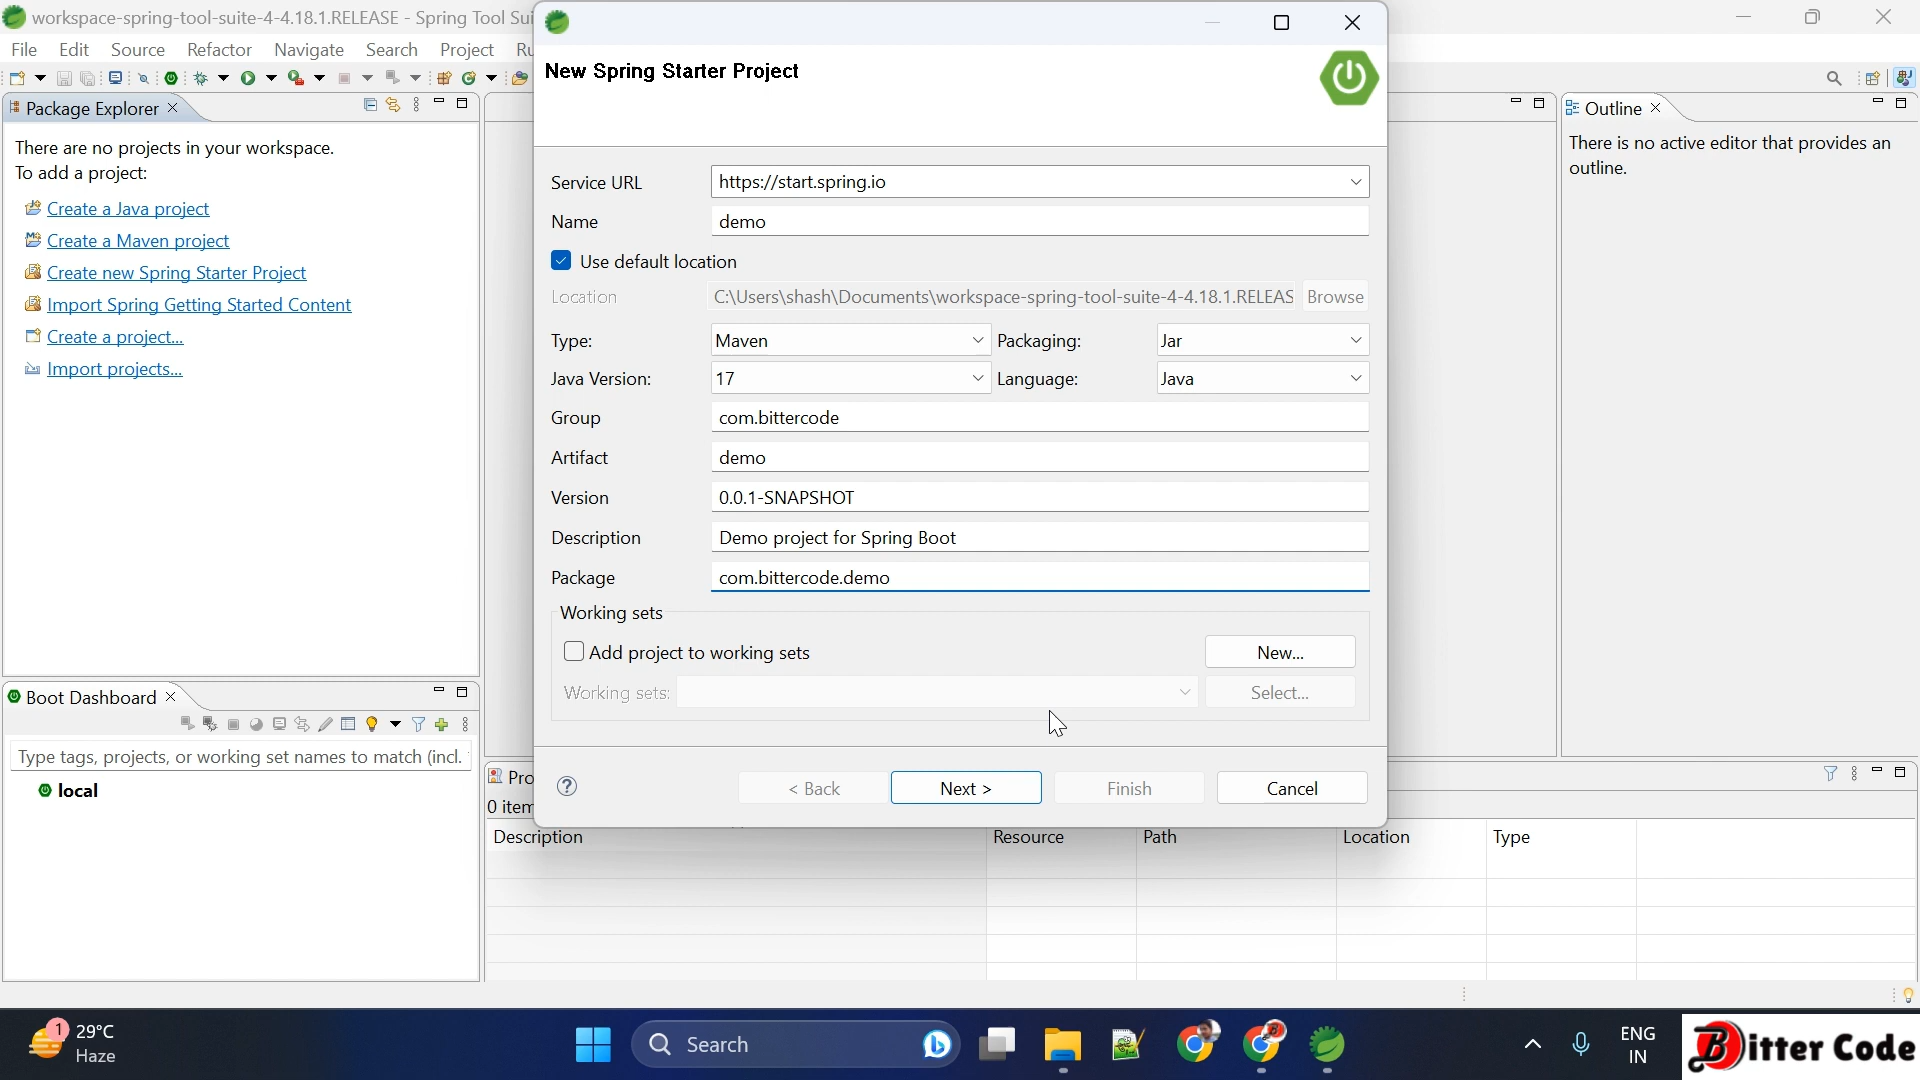 workspace-spring-tool-suite-4-4.18.1.RELEASE - Spring Tool Sui
File Edit Source Refactor Navigate Search Project Ru
Package Explorer
There are no projects in your workspace.
To add a project:
Create a Java project
Create a Maven project
Create new Spring Starter Project
Import Spring Getting Started Content
Create a project...
Import projects...
Boot Dashboard
Type tags, projects, or working set names to match (incl.
local
New Spring Starter Project
Service URL https://start.spring.io
Name demo
Use default location
Location C:\Users\shash\Documents\workspace-spring-tool-suite-4-4.18.1.RELEAS Browse
Type: Maven Packaging: Jar
Java Version: 17 Language: Java
Group com.bittercode
Artifact demo
Version 0.0.1-SNAPSHOT
Description Demo project for Spring Boot
Package com.bittercode.demo
Working sets
Add project to working sets New...
Working sets: Select...
< Back Next > Finish Cancel
Outline
There is no active editor that provides an
outline.
Pro
0 item
Description Resource Path Location Type
1 29°C
Haze
Search
ENG
IN
Bitter Code